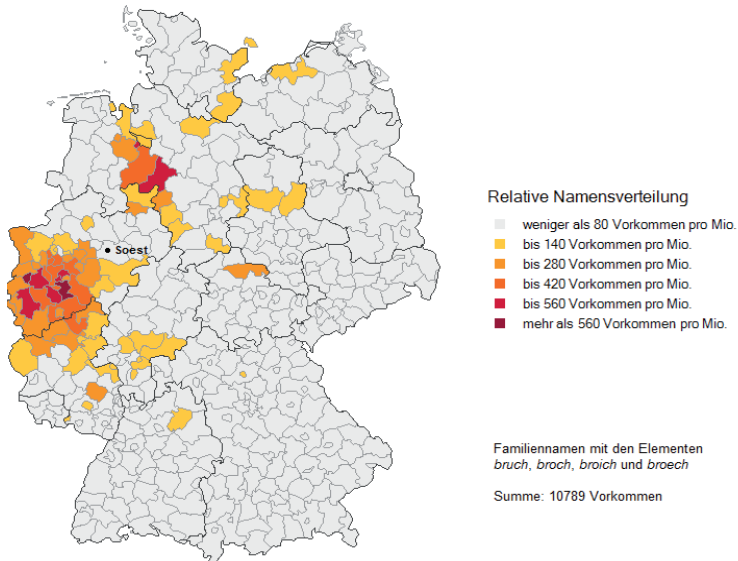 Soest
Relative Namensverteilung
weniger als 80 Vorkommen pro Mio.
bis 140 Vorkommen pro Mio.
bis 280 Vorkommen pro Mio.
bis 420 Vorkommen pro Mio.
bis 560 Vorkommen pro Mio.
mehr als 560 Vorkommen pro Mio.
Familiennamen mit den Elementen
bruch, broch, broich und broech
Summe: 10789 Vorkommen